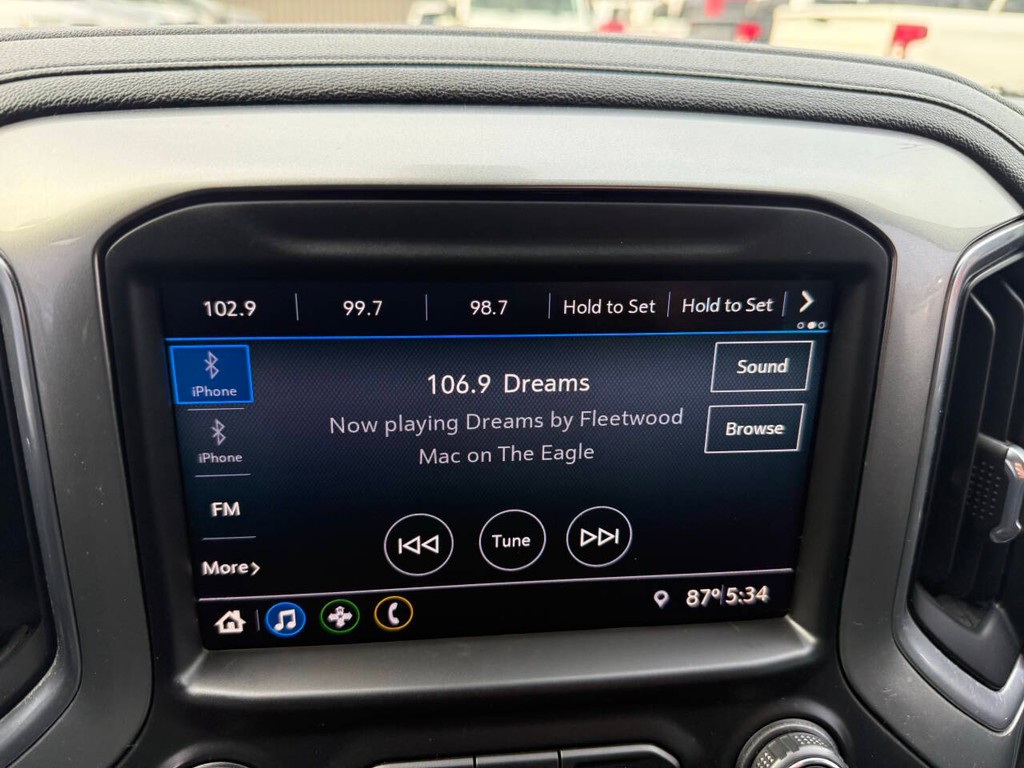 102.9 99.7 98.7 Hold to Set Hold to Set
iPhone
106.9 Dreams
Now playing Dreams by Fleetwood
Mac on The Eagle
Sound
Browse
iPhone
FM
More
Tune
87° 5:34